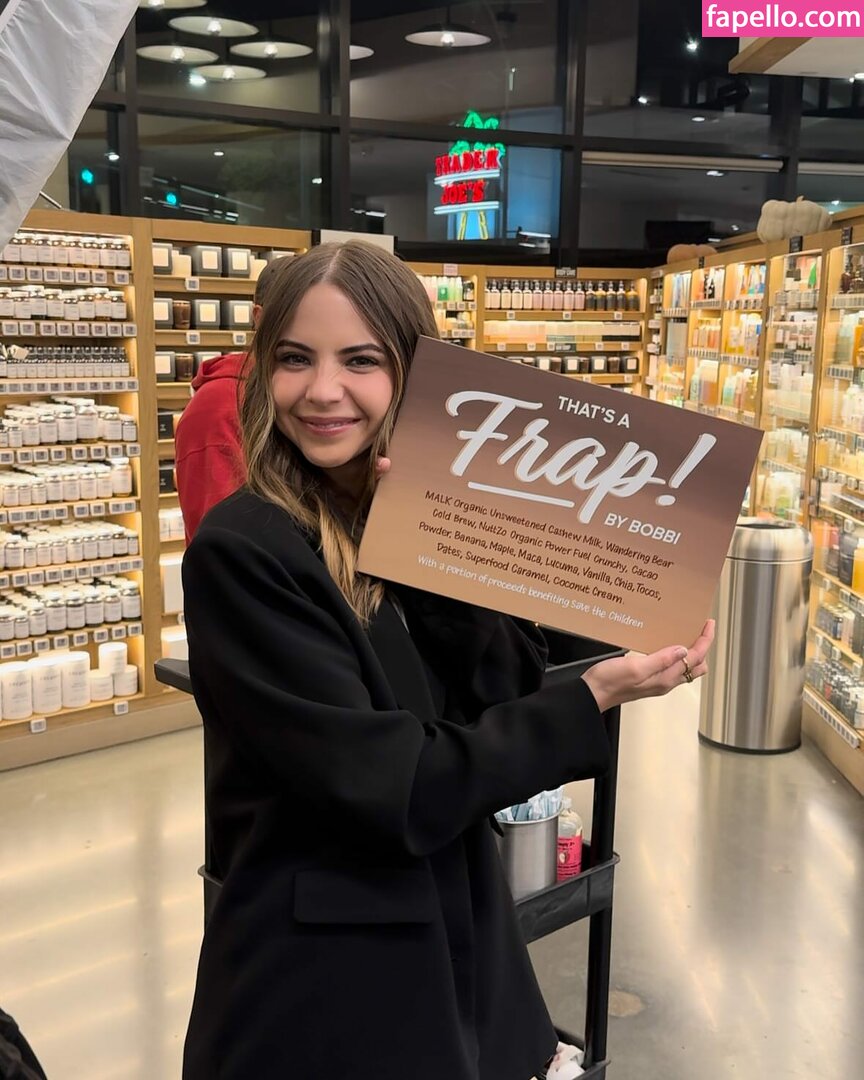 fapello.com
TRADER
JOE'S
THAT'S A
Frap!
BY BOBBI
MALK Organic Unsweetened Cashew Milk, Wandering Bear
Cold Brew, NuttZo Organic Power Fuel Crunchy, Cacao
Powder, Banana, Maple, Maca, Lucuma, Vanilla, Chia, Tocos,
Dates, Superfood Caramel, Coconut Cream.
With a portion of proceeds benefiting Save the Children